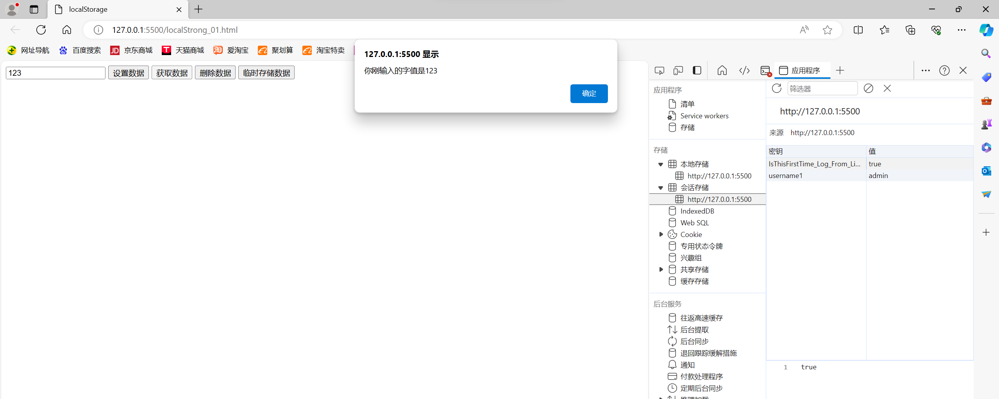 localStorage
127.0.0.1:5500/localStrong_01.html
网址导航 百度搜索 京东商城 天猫商城 爱淘宝 聚划算 淘宝特卖
127.0.0.1:5500 显示
你刚输入的字值是123
确定
123 设置数据 获取数据 删除数据 临时存储数据
应用程序
应用程序
清单
Service workers
存储
存储
本地存储
http://127.0.0.1:5500
会话存储
http://127.0.0.1:5500
IndexedDB
Web SQL
Cookie
专用状态令牌
兴趣组
共享存储
缓存存储
后台服务
往返高速缓存
后台提取
后台同步
退回跟踪缓解措施
通知
付款处理程序
定期后台同步
筛选器
http://127.0.0.1:5500
来源 http://127.0.0.1:5500
密钥 值
IsThisFirstTime_Log_From_Li... true
username1 admin
1 true